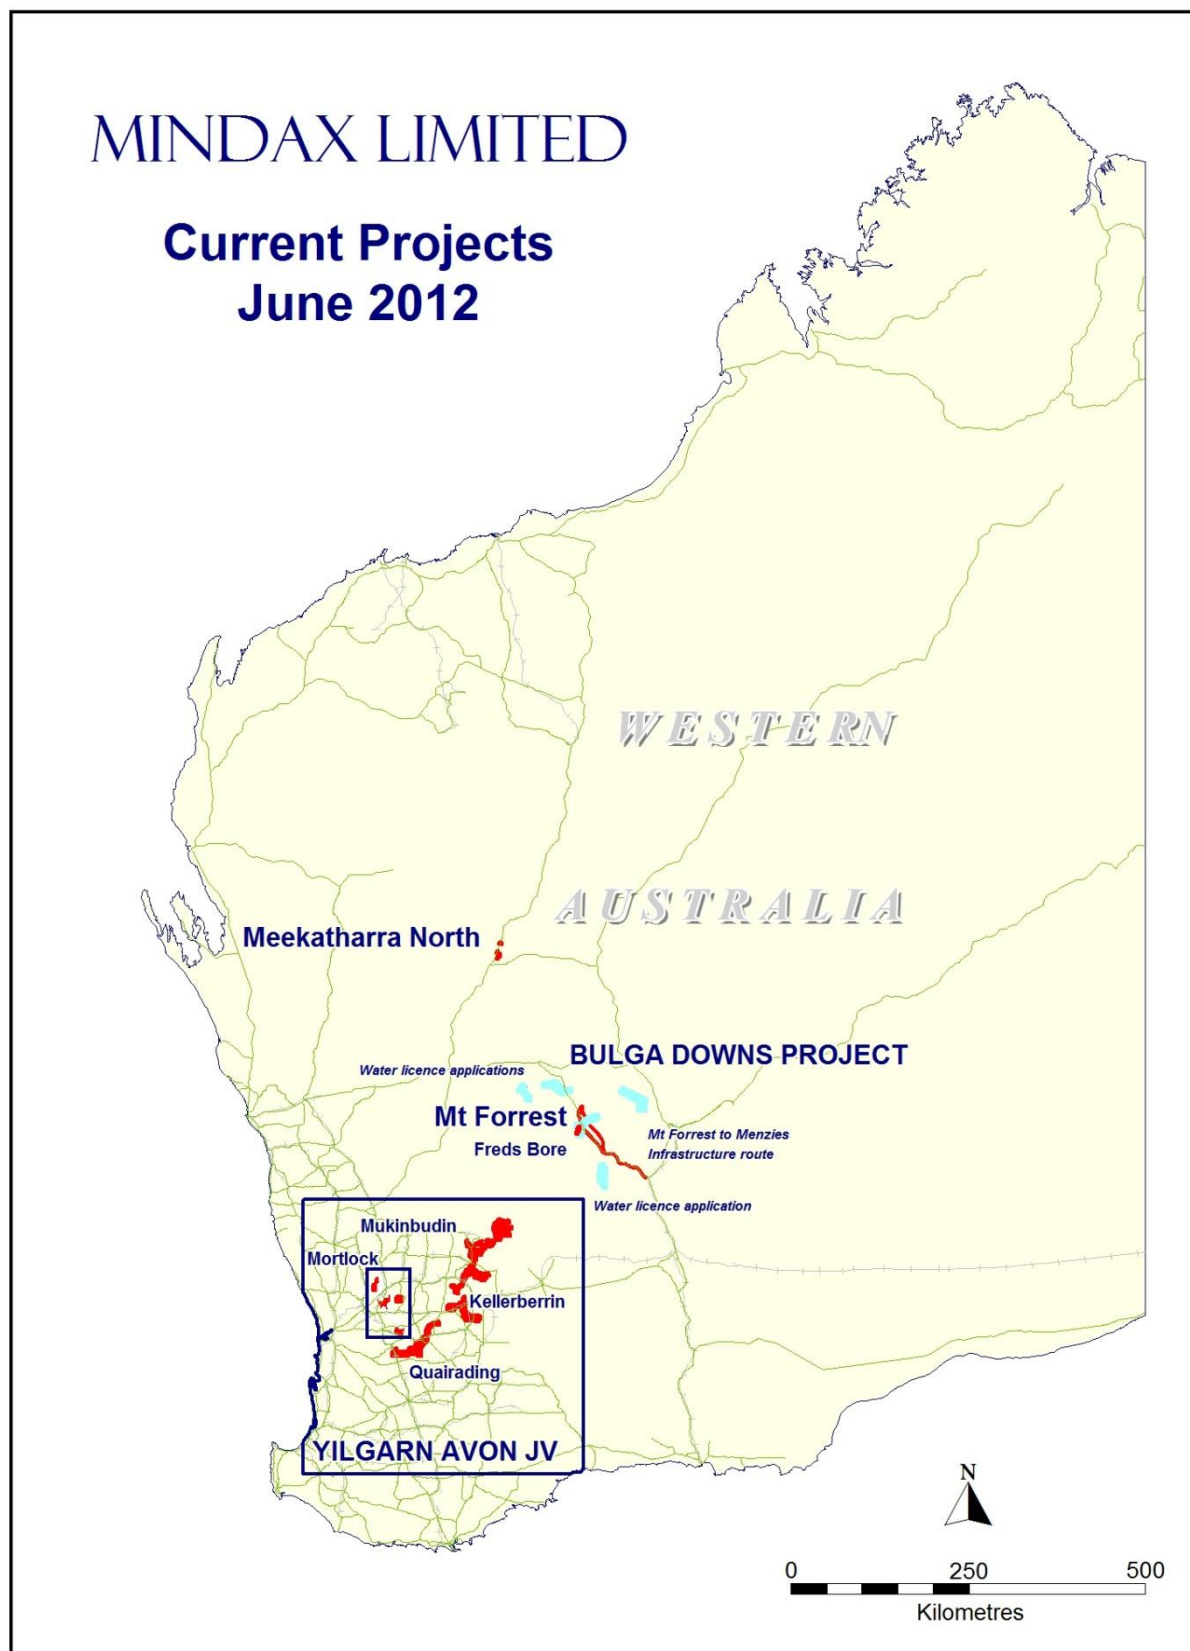 MINDAX LIMITED
Current Projects
June 2012
WESTERN
AUSTRALIA
Meekatharra North
BULGA DOWNS PROJECT
Water licence applications
Mt Forrest
Freds Bore
Mt Forrest to Menzies
Infrastructure route
Water licence application
Mukinbudin
Mortlock
Kellerberrin
Quairading
YILGARN AVON JV
N
0 250 500
Kilometres